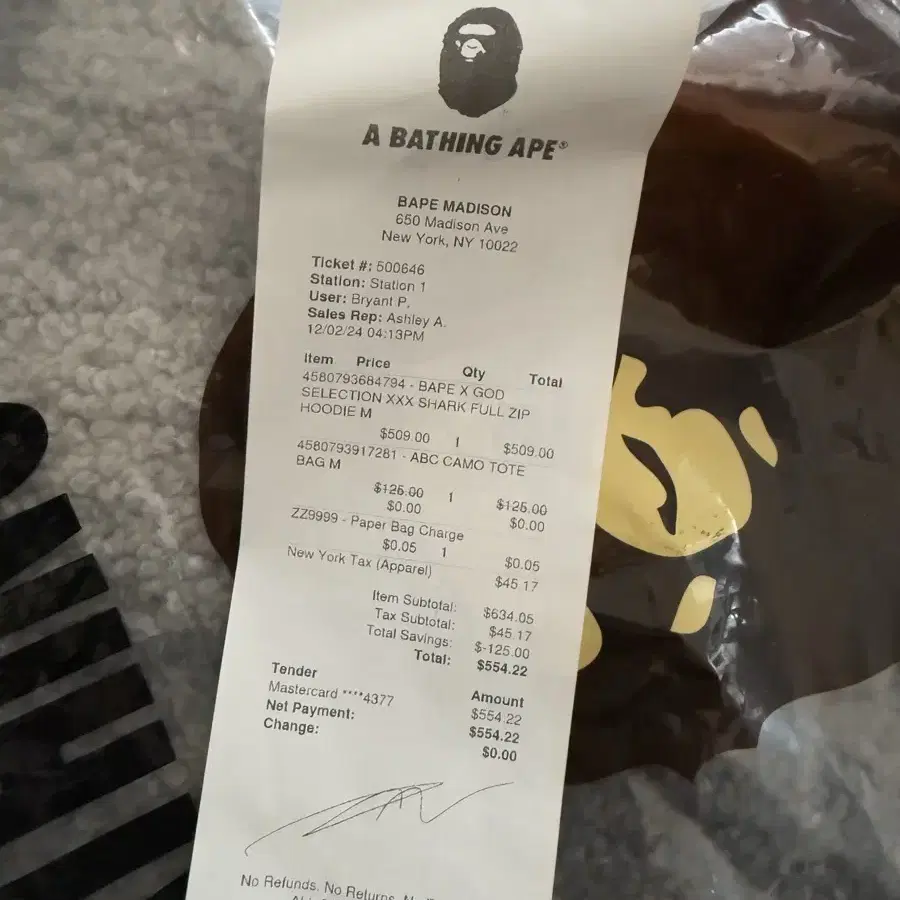 A BATHING APE®
BAPE MADISON
650 Madison Ave
New York, NY 10022
Ticket #: 500646
Station: Station 1
User: Bryant P.
Sales Rep: Ashley A.
12/02/24 04:13PM
Item Price Qty Total
4580793684794 - BAPE X GOD
SELECTION XXX SHARK FULL ZIP
HOODIE M
$509.00 1 $509.00
4580793917281 - ABC CAMO TOTE
BAG M
$125.00 1 $125.00
$0.00 $0.00
ZZ9999 - Paper Bag Charge
$0.05 1 $0.05
New York Tax (Apparel) $45.17
Item Subtotal: $634.05
Tax Subtotal: $45.17
Total Savings: $-125.00
Total: $554.22
Tender Amount
Mastercard ****4377 $554.22
Net Payment: $554.22
Change: $0.00
No Refunds. No Returns.